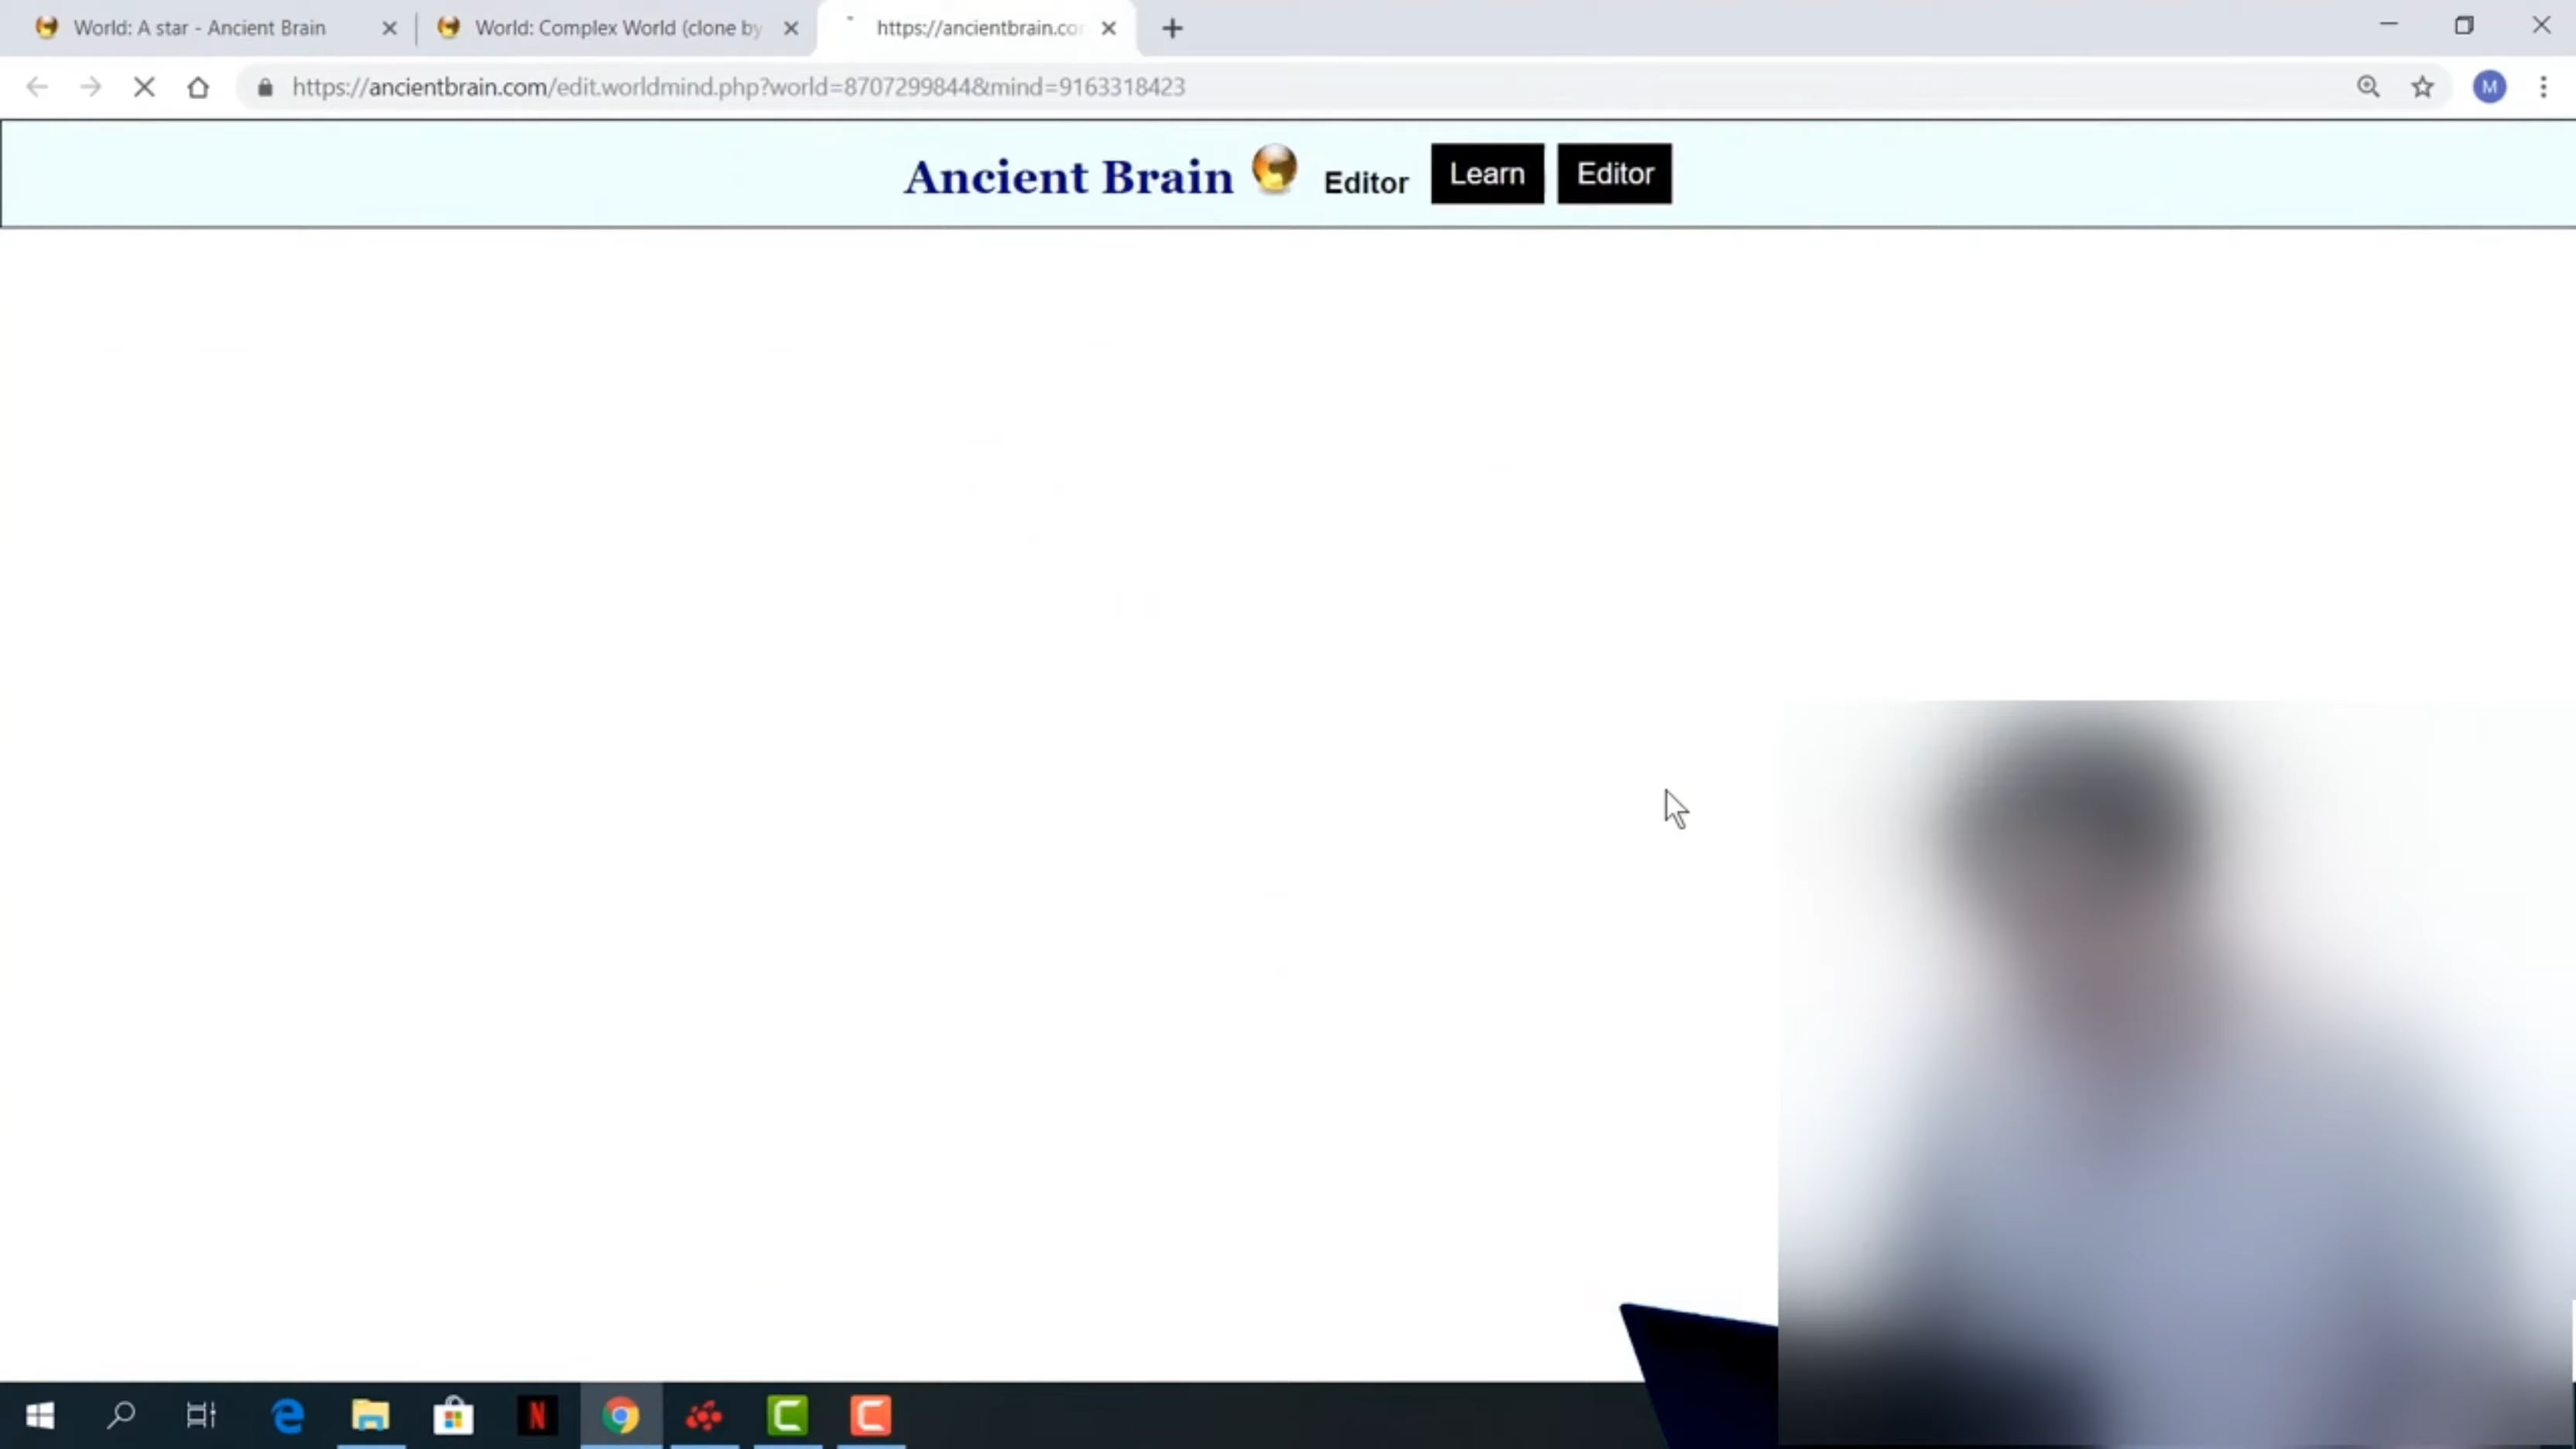 World: A star - Ancient Brain
World: Complex World (clone by
https://ancientbrain.co
https://ancientbrain.com/edit.worldmind.php?world=8707299844&mind=9163318423
M
Ancient Brain Editor Learn Editor
N